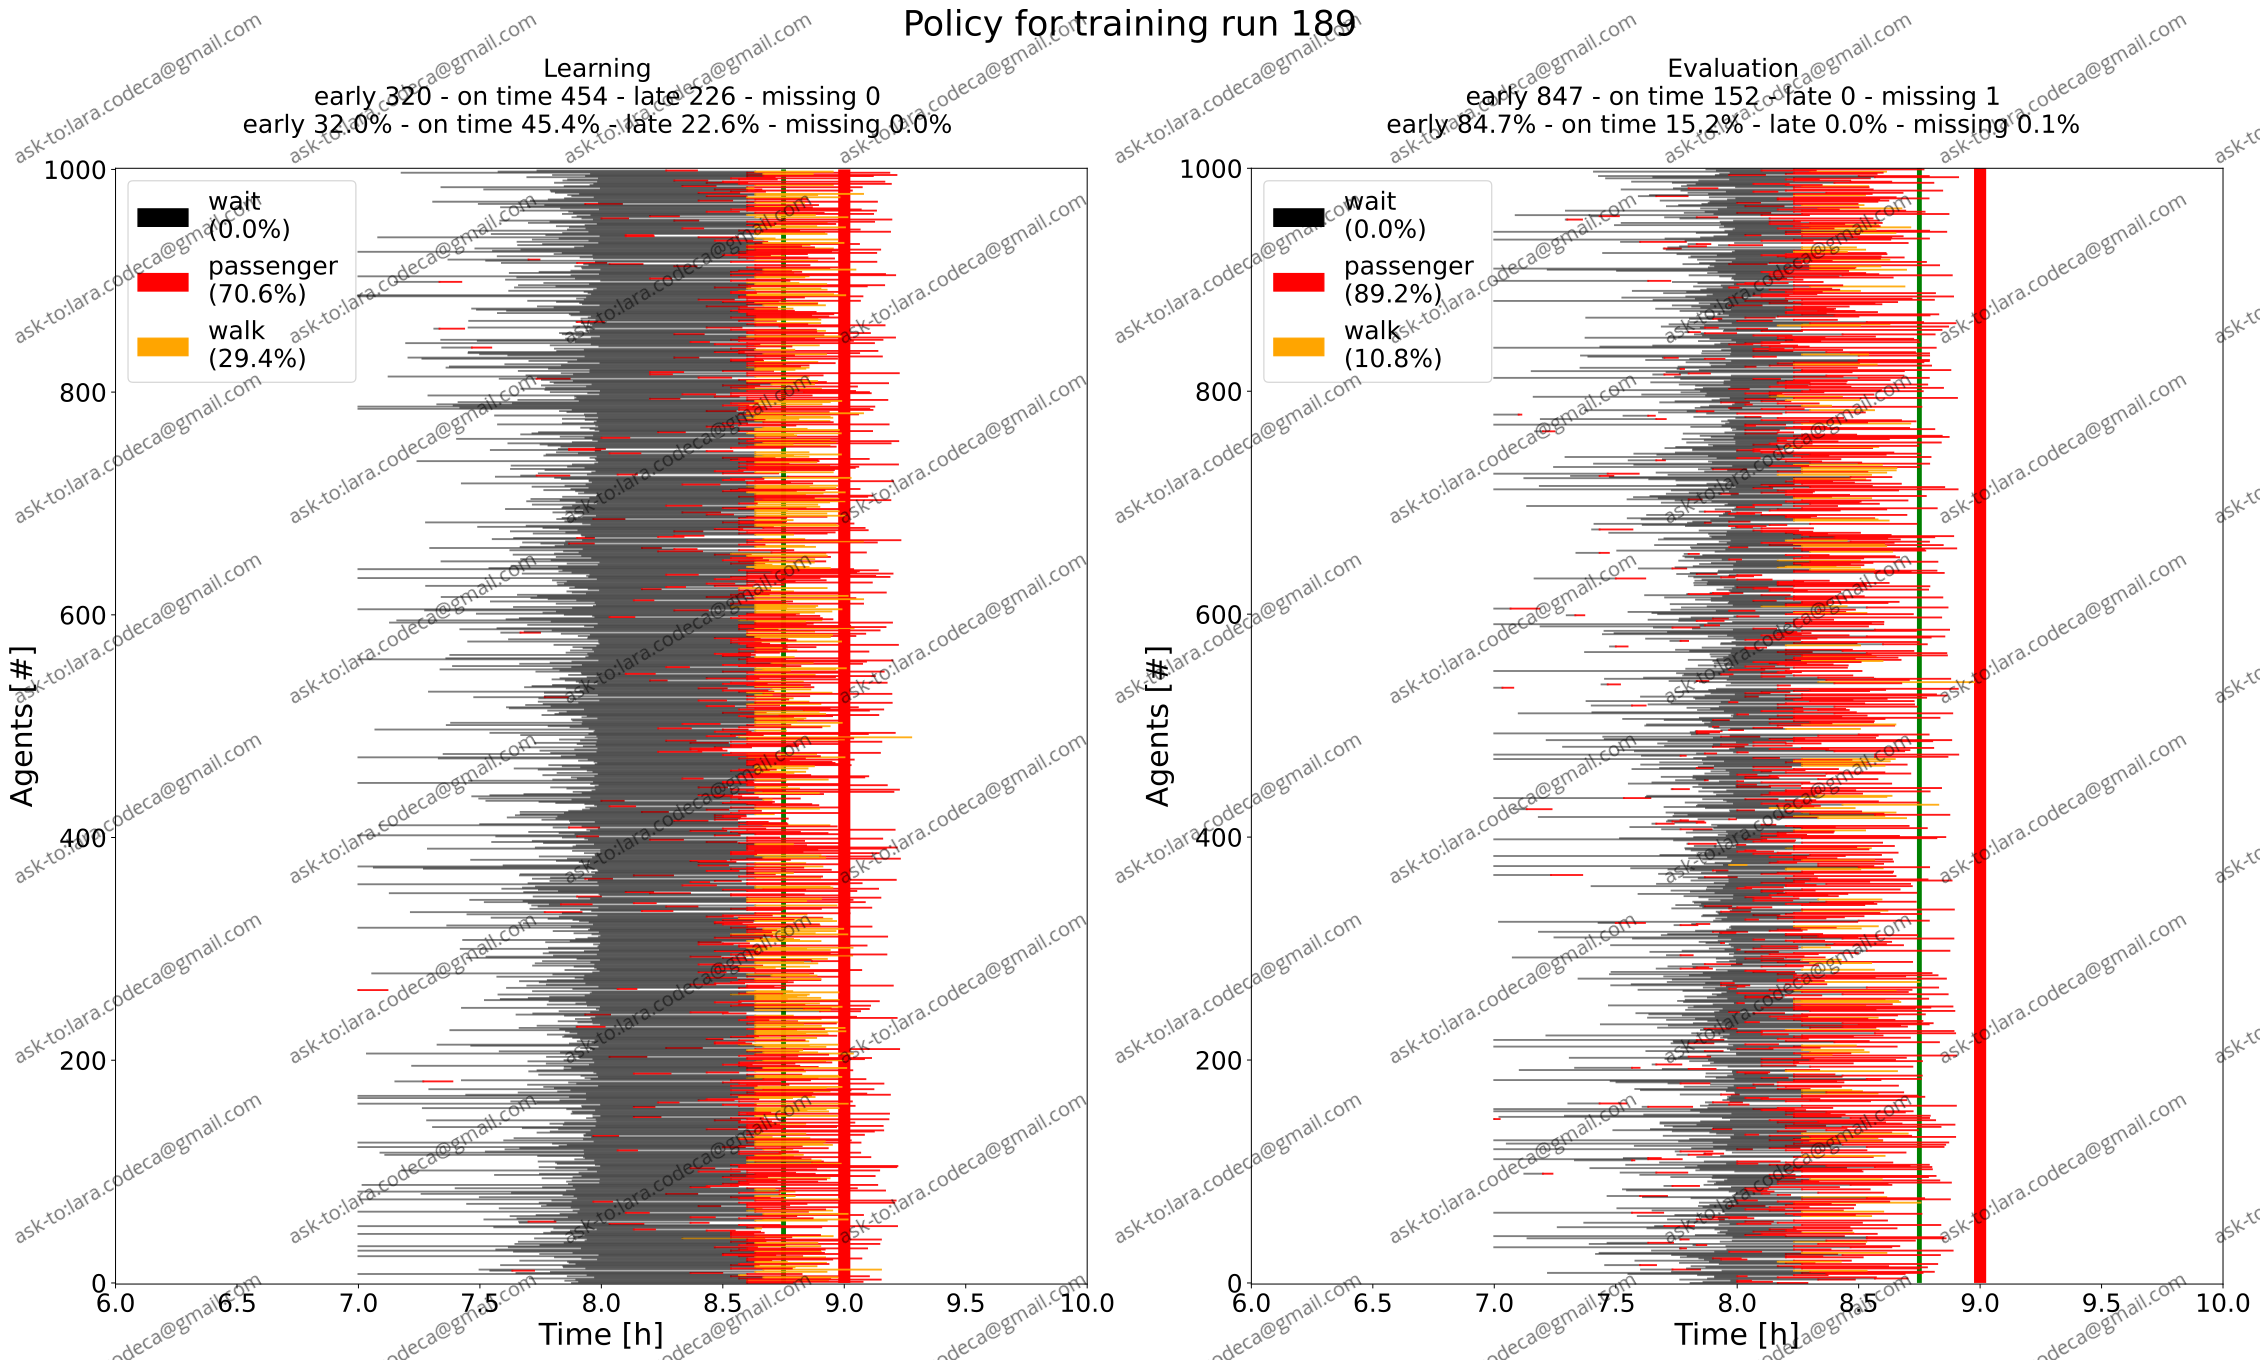 Policy for training run 189
Learning
early 320 - on time 454 - late 226 - missing 0
early 32.0% - on time 45.4% - late 22.6% - missing 0.0%
Evaluation
early 847 - on time 152 - late 0 - missing 1
early 84.7% - on time 15.2% - late 0.0% - missing 0.1%
Agents [#]
1000
800
600
400
200
0
wait
(0.0%)
passenger
(70.6%)
walk
(29.4%)
6.0 6.5 7.0 7.5 8.0 8.5 9.0 9.5 10.0
Time [h]
Agents [#]
1000
800
600
400
200
0
wait
(0.0%)
passenger
(89.2%)
walk
(10.8%)
6.0 6.5 7.0 7.5 8.0 8.5 9.0 9.5 10.0
Time [h]
ask-to:lara.codeca@gmail.com